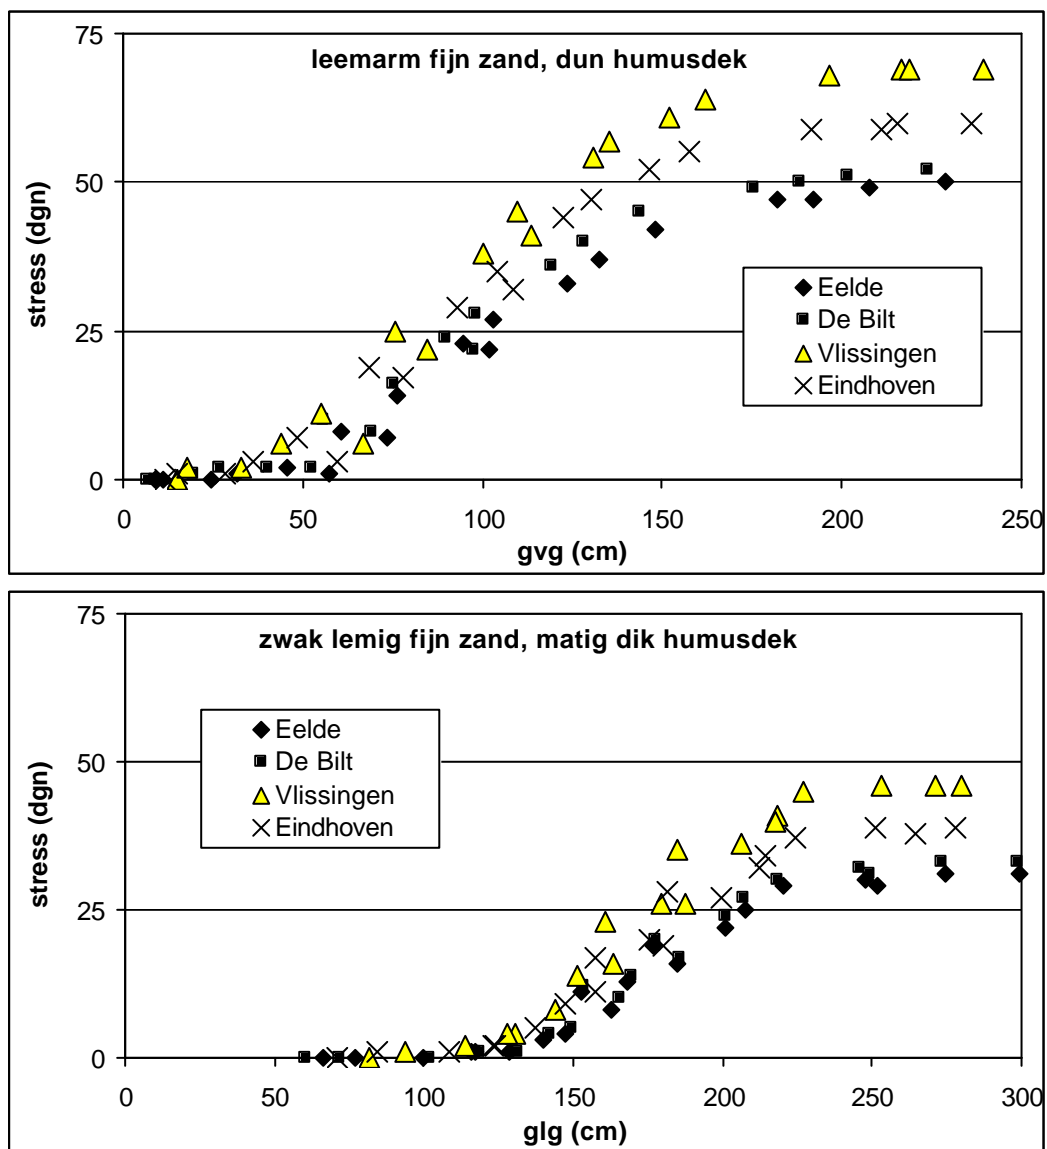 leemarm fijn zand, dun humusdek
75
50
25
0
stress (dgn)
Eelde
De Bilt
Vlissingen
Eindhoven
0 50 100 150 200 250
gvg (cm)
zwak lemig fijn zand, matig dik humusdek
75
50
25
0
stress (dgn)
Eelde
De Bilt
Vlissingen
Eindhoven
0 50 100 150 200 250 300
glg (cm)